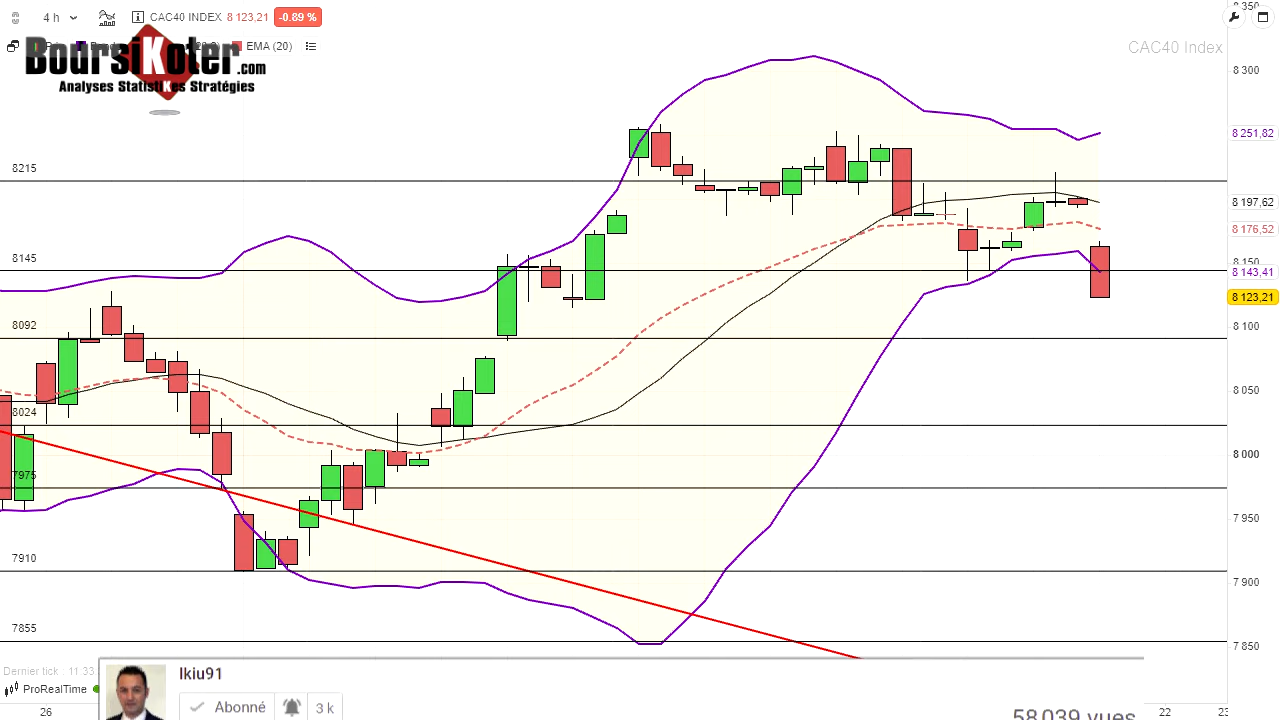 4 h
CAC40 INDEX 8 123,21 -0.89 %
EMA (20)
BoursiKoter.com
Analyses StatistiKes Stratégies
CAC40 Index
8.350
8.300
8 251,82
8215
8 197,62
8 176,52
8145
8.150
8 143,41
8 123,21
8092
8.100
8.050
8024
8 000
7975
7 950
7910
7 900
7855
7 850
Dernier tick : 11.33
ProRealTime
lkiu91
Abonné
3 k
58 039 vues
26
22
23